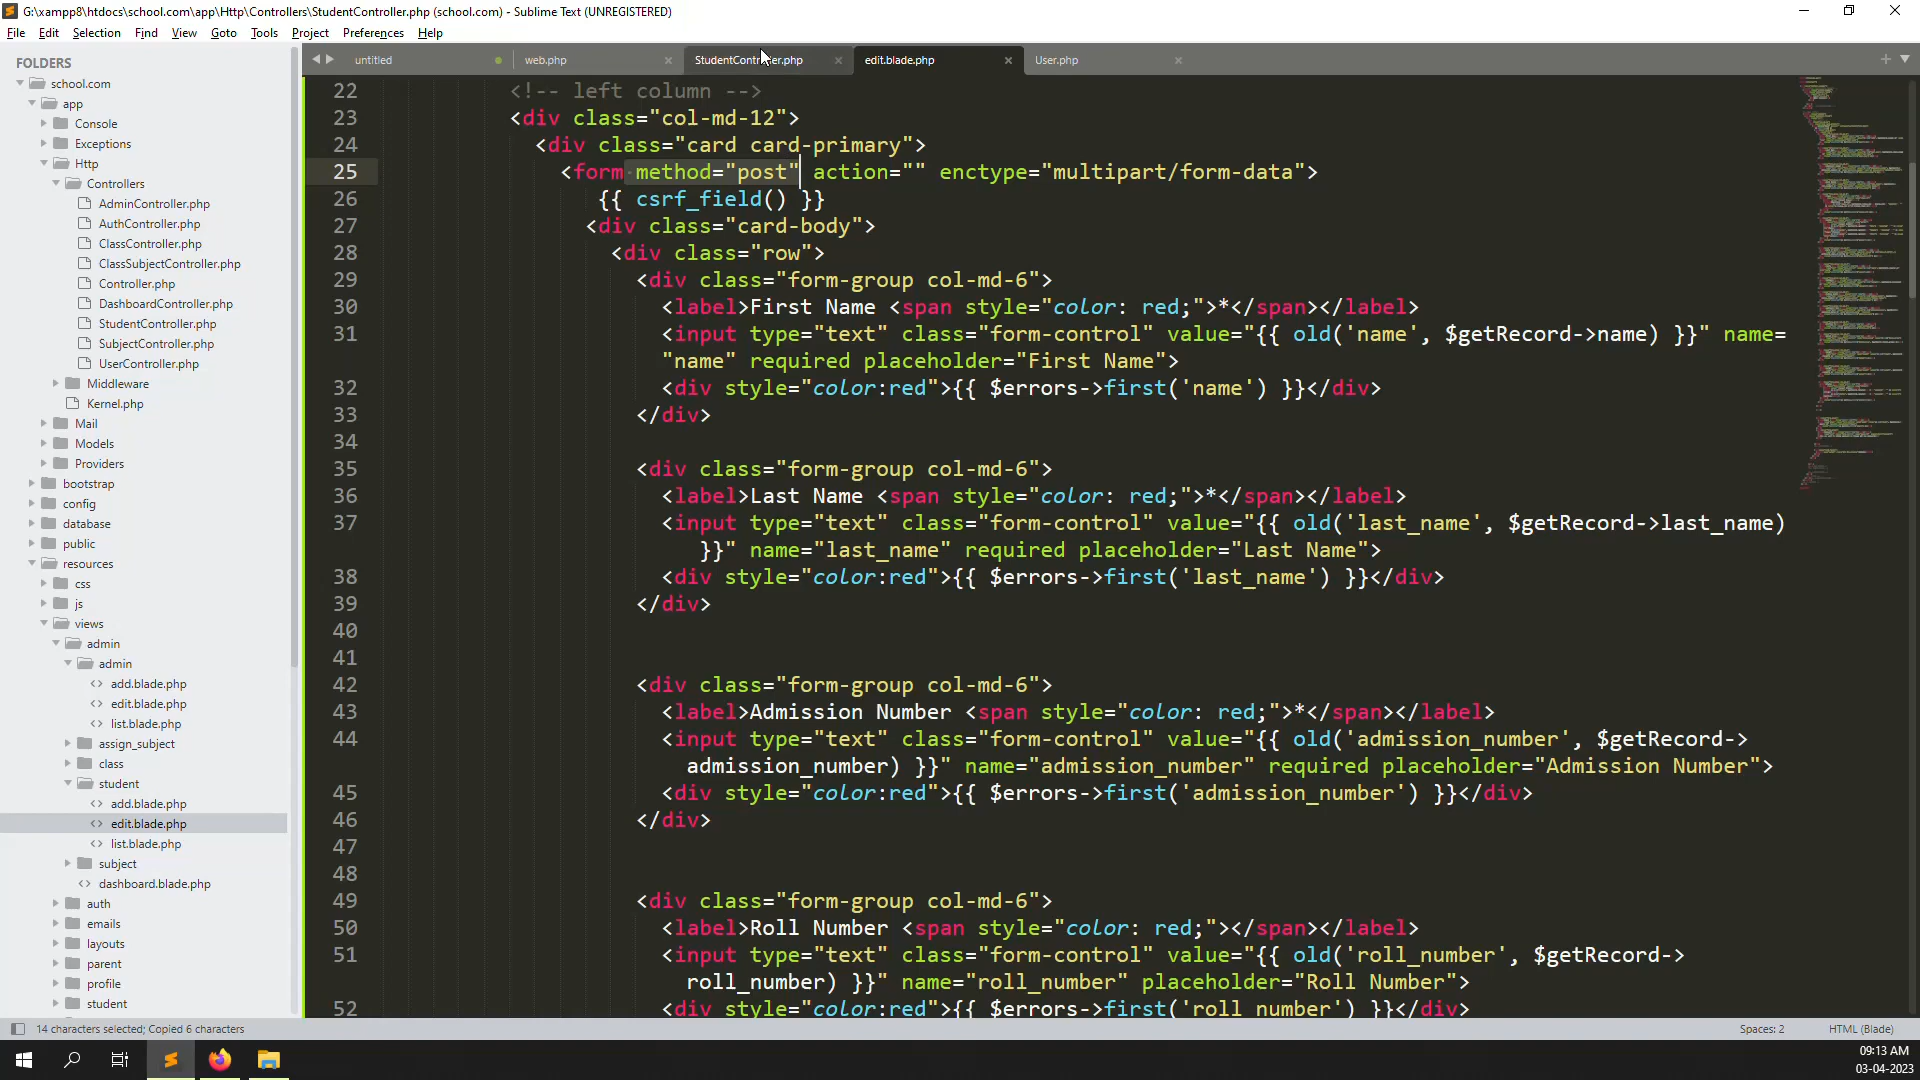 G:\xampp8\htdocs\school.com\app\Http\Controllers\StudentController.php (school.com) - Sublime Text (UNREGISTERED)
File Edit Selection Find View Goto Tools Project Preferences Help
FOLDERS
school.com
app
Console
Exceptions
Http
Controllers
AdminController.php
AuthController.php
ClassController.php
ClassSubjectController.php
Controller.php
DashboardController.php
StudentController.php
SubjectController.php
UserController.php
Middleware
Kernel.php
Mail
Models
Providers
bootstrap
config
database
public
resources
css
js
views
admin
admin
add.blade.php
edit.blade.php
list.blade.php
assign_subject
class
student
add.blade.php
edit.blade.php
list.blade.php
subject
dashboard.blade.php
auth
emails
layouts
parent
profile
student
untitled web.php StudentController.php edit.blade.php User.php
22 <!-- left column -->
23 <div class="col-md-12">
24 <div class="card card-primary">
25 <form method="post" action="" enctype="multipart/form-data">
26 {{ csrf_field() }}
27 <div class="card-body">
28 <div class="row">
29 <div class="form-group col-md-6">
30 <label>First Name <span style="color: red;">*</span></label>
31 <input type="text" class="form-control" value="{{ old('name', $getRecord->name) }}" name=
"name" required placeholder="First Name">
32 <div style="color:red">{{ $errors->first('name') }}</div>
33 </div>
34
35 <div class="form-group col-md-6">
36 <label>Last Name <span style="color: red;">*</span></label>
37 <input type="text" class="form-control" value="{{ old('last_name', $getRecord->last_name)
}}" name="last_name" required placeholder="Last Name">
38 <div style="color:red">{{ $errors->first('last_name') }}</div>
39 </div>
40
41
42 <div class="form-group col-md-6">
43 <label>Admission Number <span style="color: red;">*</span></label>
44 <input type="text" class="form-control" value="{{ old('admission_number', $getRecord->
admission_number) }}" name="admission_number" required placeholder="Admission Number">
45 <div style="color:red">{{ $errors->first('admission_number') }}</div>
46 </div>
47
48
49 <div class="form-group col-md-6">
50 <label>Roll Number <span style="color: red;"></span></label>
51 <input type="text" class="form-control" value="{{ old('roll_number', $getRecord->
roll_number) }}" name="roll_number" placeholder="Roll Number">
52 <div style="color:red">{{ $errors->first('roll_number') }}</div>
14 characters selected; Copied 6 characters
Spaces: 2 HTML (Blade)
09:13 AM
03-04-2023